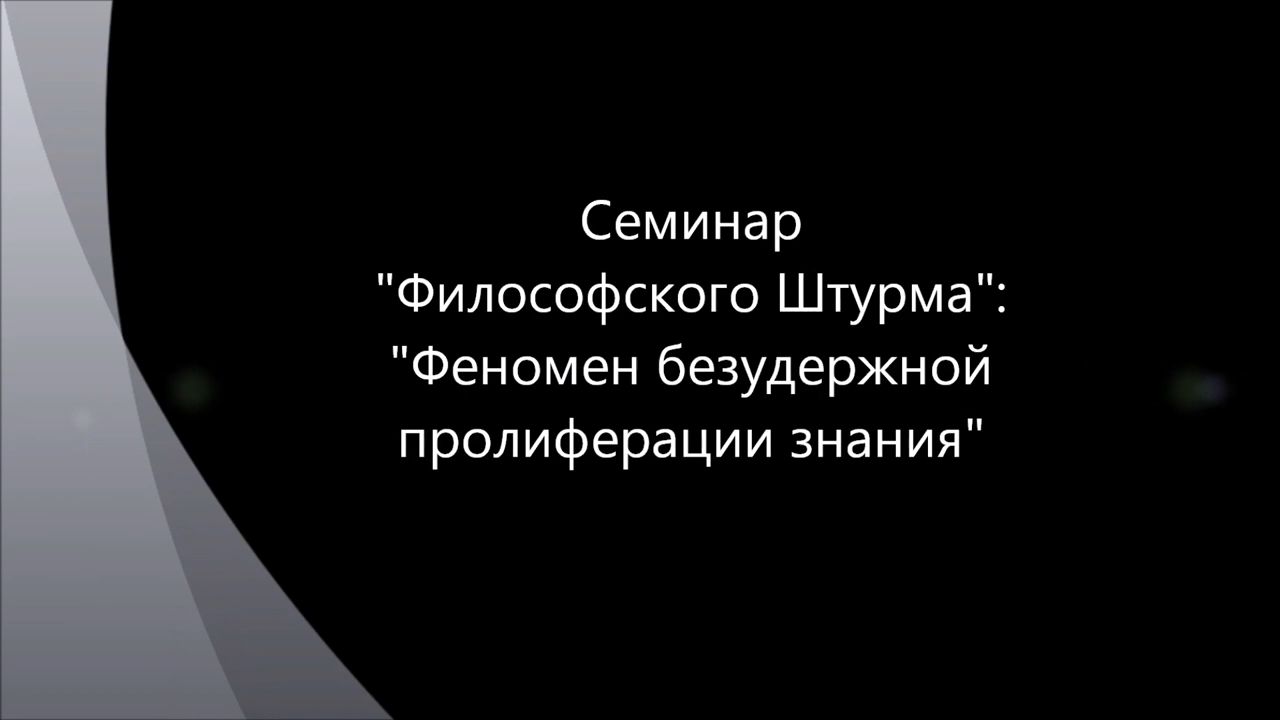 Семинар
"Философского Штурма":
"Феномен безудержной
пролиферации знания"